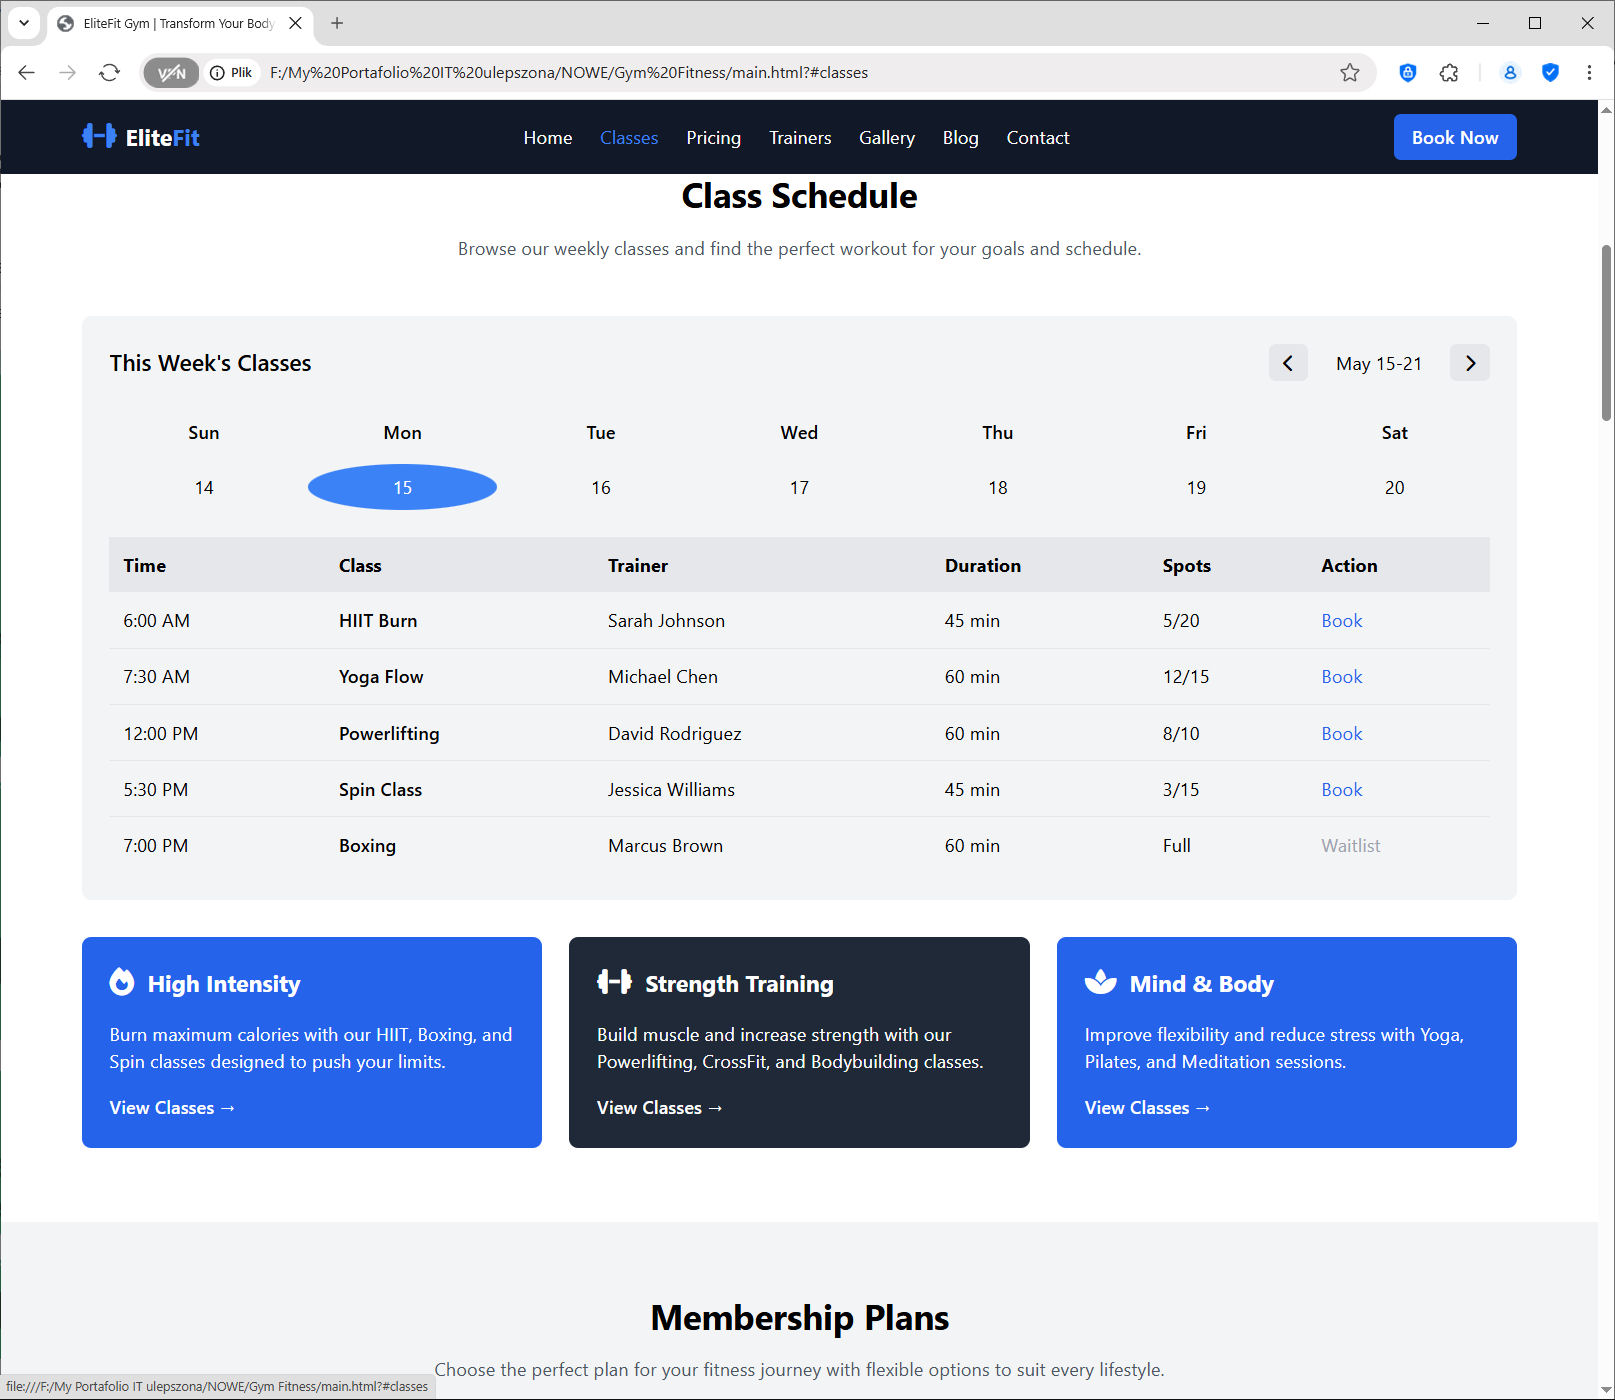 EliteFit Gym | Transform Your Body
VPN
Plik
F:/My%20Portafolio%20IT%20ulepszona/NOWE/Gym%20Fitness/main.html?#classes
EliteFit
Home Classes Pricing Trainers Gallery Blog Contact
Book Now
Class Schedule
Browse our weekly classes and find the perfect workout for your goals and schedule.
This Week's Classes
May 15-21
Sun Mon Tue Wed Thu Fri Sat
14 15 16 17 18 19 20
Time Class Trainer Duration Spots Action
6:00 AM HIIT Burn Sarah Johnson 45 min 5/20 Book
7:30 AM Yoga Flow Michael Chen 60 min 12/15 Book
12:00 PM Powerlifting David Rodriguez 60 min 8/10 Book
5:30 PM Spin Class Jessica Williams 45 min 3/15 Book
7:00 PM Boxing Marcus Brown 60 min Full Waitlist
High Intensity
Burn maximum calories with our HIIT, Boxing, and
Spin classes designed to push your limits.
View Classes →
Strength Training
Build muscle and increase strength with our
Powerlifting, CrossFit, and Bodybuilding classes.
View Classes →
Mind & Body
Improve flexibility and reduce stress with Yoga,
Pilates, and Meditation sessions.
View Classes →
Membership Plans
Choose the perfect plan for your fitness journey with flexible options to suit every lifestyle.
file:///F:/My Portafolio IT ulepszona/NOWE/Gym Fitness/main.html?#classes